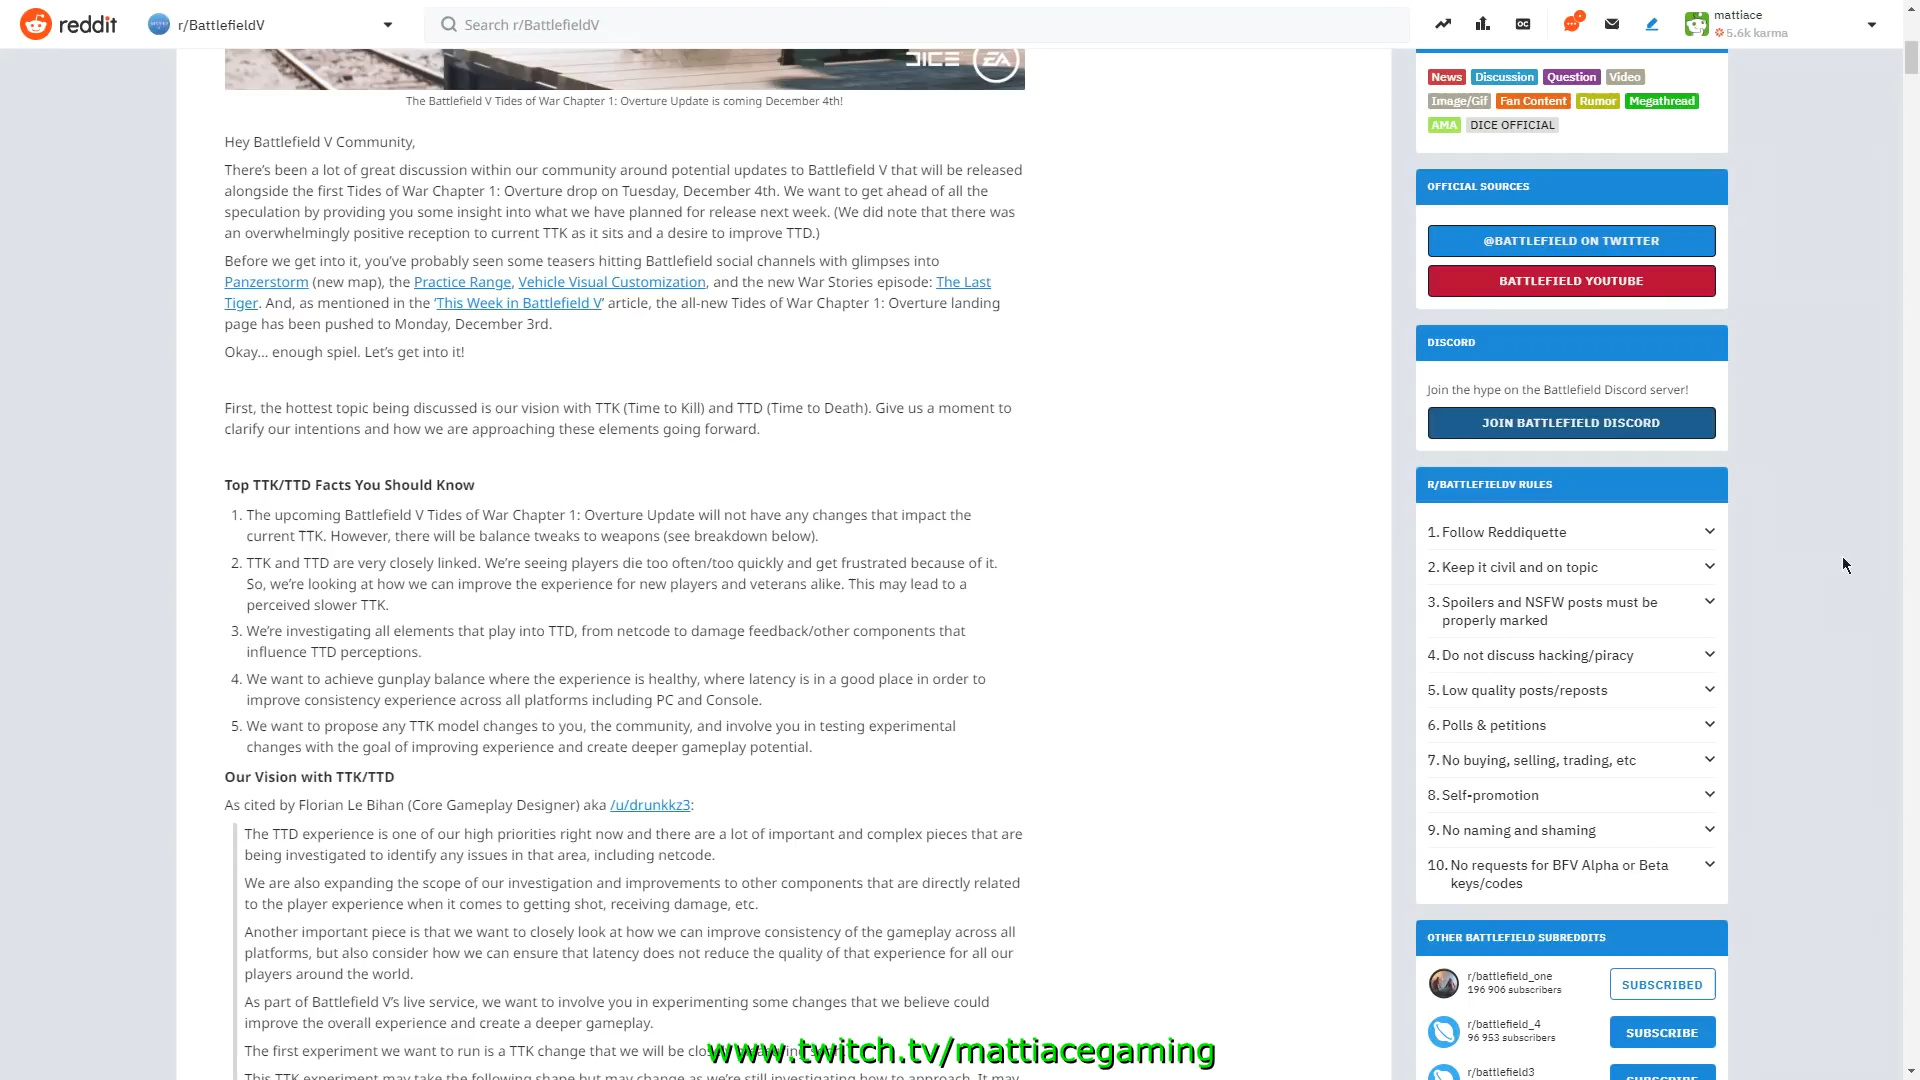 reddit
r/BattlefieldV
Search r/BattlefieldV
mattiace
5.6k karma
DICE EA
The Battlefield V Tides of War Chapter 1: Overture Update is coming December 4th!
Hey Battlefield V Community,
There's been a lot of great discussion within our community around potential updates to Battlefield V that will be released
alongside the first Tides of War Chapter 1: Overture drop on Tuesday, December 4th. We want to get ahead of all the
speculation by providing you some insight into what we have planned for release next week. (We did note that there was
an overwhelmingly positive reception to current TTK as it sits and a desire to improve TTD.)
Before we get into it, you've probably seen some teasers hitting Battlefield social channels with glimpses into
Panzerstorm (new map), the Practice Range, Vehicle Visual Customization, and the new War Stories episode: The Last
Tiger. And, as mentioned in the 'This Week in Battlefield V' article, the all-new Tides of War Chapter 1: Overture landing
page has been pushed to Monday, December 3rd.
Okay... enough spiel. Let's get into it!
First, the hottest topic being discussed is our vision with TTK (Time to Kill) and TTD (Time to Death). Give us a moment to
clarify our intentions and how we are approaching these elements going forward.
Top TTK/TTD Facts You Should Know
1. The upcoming Battlefield V Tides of War Chapter 1: Overture Update will not have any changes that impact the
current TTK. However, there will be balance tweaks to weapons (see breakdown below).
2. TTK and TTD are very closely linked. We're seeing players die too often/too quickly and get frustrated because of it.
So, we're looking at how we can improve the experience for new players and veterans alike. This may lead to a
perceived slower TTK.
3. We're investigating all elements that play into TTD, from netcode to damage feedback/other components that
influence TTD perceptions.
4. We want to achieve gunplay balance where the experience is healthy, where latency is in a good place in order to
improve consistency experience across all platforms including PC and Console.
5. We want to propose any TTK model changes to you, the community, and involve you in testing experimental
changes with the goal of improving experience and create deeper gameplay potential.
Our Vision with TTK/TTD
As cited by Florian Le Bihan (Core Gameplay Designer) aka /u/drunkkz3:
The TTD experience is one of our high priorities right now and there are a lot of important and complex pieces that are
being investigated to identify any issues in that area, including netcode.
We are also expanding the scope of our investigation and improvements to other components that are directly related
to the player experience when it comes to getting shot, receiving damage, etc.
Another important piece is that we want to closely look at how we can improve consistency of the gameplay across all
platforms, but also consider how we can ensure that latency does not reduce the quality of that experience for all our
players around the world.
As part of Battlefield V's live service, we want to involve you in experimenting some changes that we believe could
improve the overall experience and create a deeper gameplay.
The first experiment we want to run is a TTK change that we will be
www.twitch.tv/mattiacegaming
This TTK experiment may take the following shape but may change as we're still investigating how to approach. It may
News Discussion Question Video
Image/Gif Fan Content Rumor Megathread
AMA DICE OFFICIAL
OFFICIAL SOURCES
@BATTLEFIELD ON TWITTER
BATTLEFIELD YOUTUBE
DISCORD
Join the hype on the Battlefield Discord server!
JOIN BATTLEFIELD DISCORD
R/BATTLEFIELDV RULES
1. Follow Reddiquette
2. Keep it civil and on topic
3. Spoilers and NSFW posts must be
properly marked
4. Do not discuss hacking/piracy
5. Low quality posts/reposts
6. Polls & petitions
7. No buying, selling, trading, etc
8. Self-promotion
9. No naming and shaming
10. No requests for BFV Alpha or Beta
keys/codes
OTHER BATTLEFIELD SUBREDDITS
r/battlefield_one
196 906 subscribers
SUBSCRIBED
r/battlefield_4
96 953 subscribers
SUBSCRIBE
r/battlefield3
SUBSCRIBE